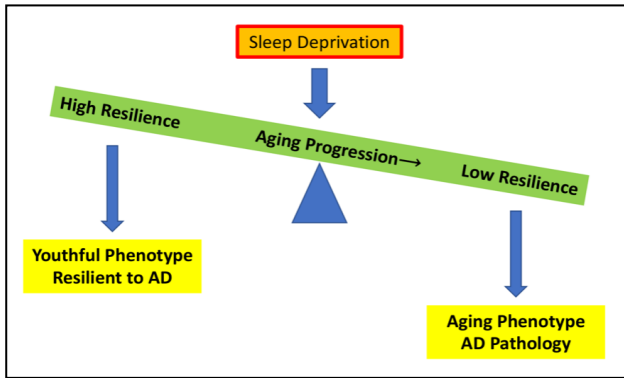 Sleep Deprivation
High Resilience
Aging Progression→
Low Resilience
Youthful Phenotype
Resilient to AD
Aging Phenotype
AD Pathology